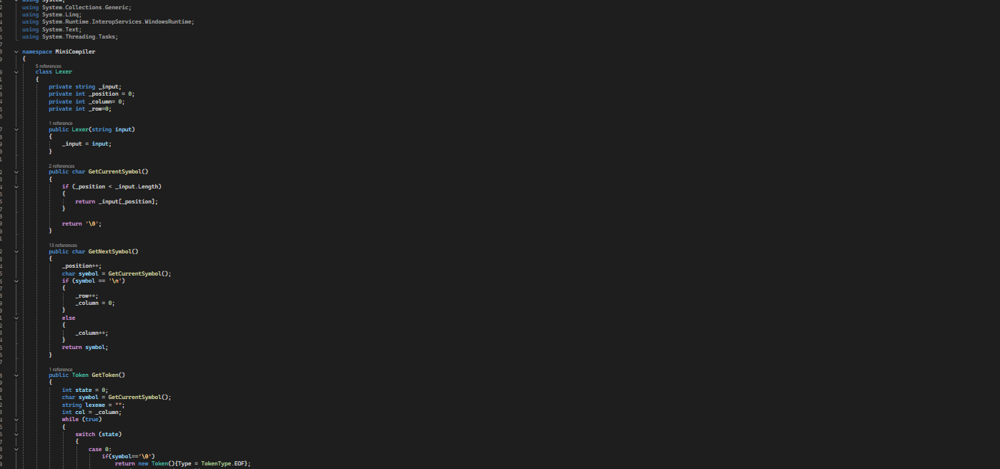 using System;
using System.Collections.Generic;
using System.Linq;
using System.Runtime.InteropServices.WindowsRuntime;
using System.Text;
using System.Threading.Tasks;
namespace MiniCompiler
{
5 references
class Lexer
{
private string _input;
private int _position = 0;
private int _column= 0;
private int _row=0;
1 reference
public Lexer(string input)
{
_input = input;
}
2 references
public char GetCurrentSymbol()
{
if (_position < _input.Length)
{
return _input[_position];
}
return '\0';
}
13 references
public char GetNextSymbol()
{
_position++;
char symbol = GetCurrentSymbol();
if (symbol == '\n')
{
_row++;
_column = 0;
}
else
{
_column++;
}
return symbol;
}
1 reference
public Token GetToken()
{
int state = 0;
char symbol = GetCurrentSymbol();
string lexeme = "";
int col = _column;
while (true)
{
switch (state)
{
case 0:
if(symbol=='\0')
return new Token(){Type = TokenType.EOF};